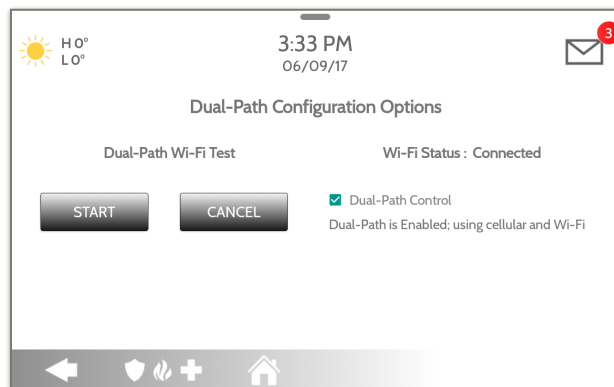 H 0°
L 0°
3:33 PM
06/09/17
3
Dual-Path Configuration Options
Dual-Path Wi-Fi Test
Wi-Fi Status : Connected
START
CANCEL
Dual-Path Control
Dual-Path is Enabled; using cellular and Wi-Fi